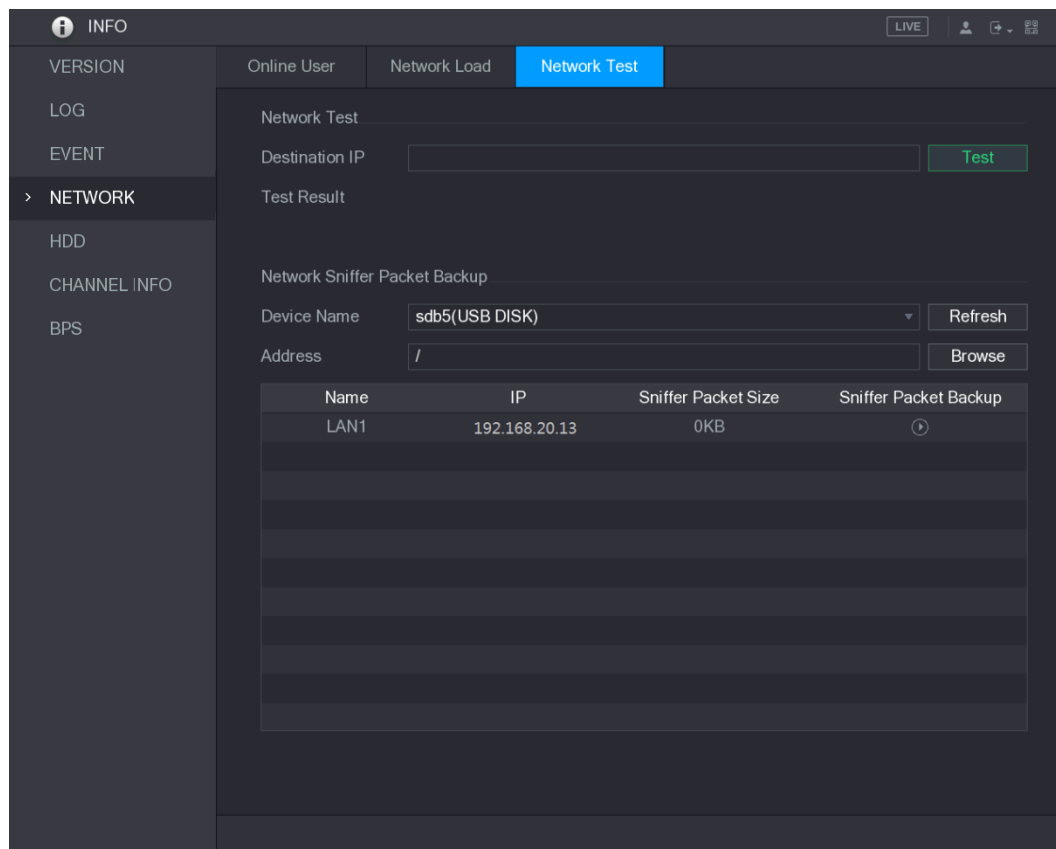 INFO
LIVE
VERSION
LOG
EVENT
> NETWORK
HDD
CHANNEL INFO
BPS
Online User Network Load Network Test
Network Test
Destination IP Test
Test Result
Network Sniffer Packet Backup
Device Name sdb5(USB DISK) Refresh
Address / Browse
Name IP Sniffer Packet Size Sniffer Packet Backup
LAN1 192.168.20.13 0KB